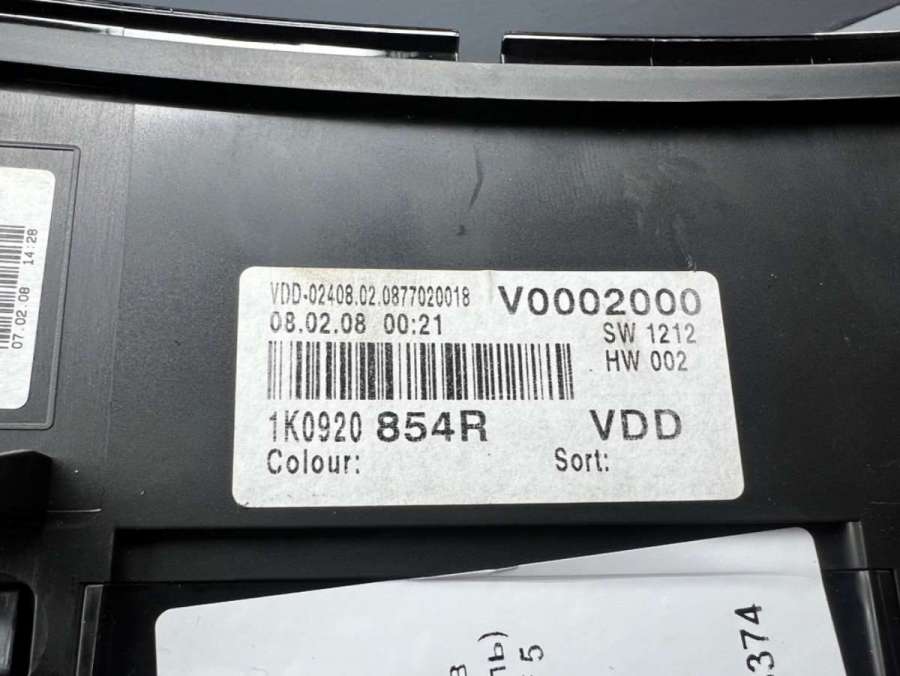 07.02.08 14:28
VDD-02408.02.0877020018 V0002000
08.02.08 00:21 SW 1212
HW 002
1K0920 854R VDD
Colour: Sort:
5
374